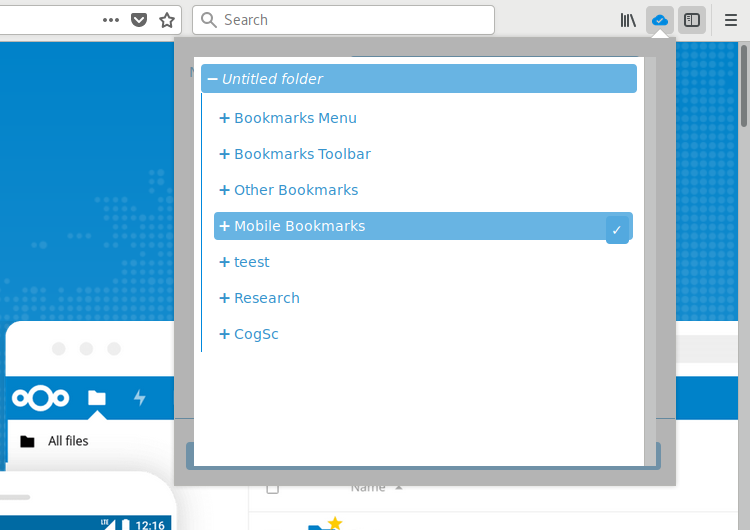 Search
Untitled folder
Bookmarks Menu
Bookmarks Toolbar
Other Bookmarks
Mobile Bookmarks
teest
Research
CogSc
All files
Name
LTE 12:16